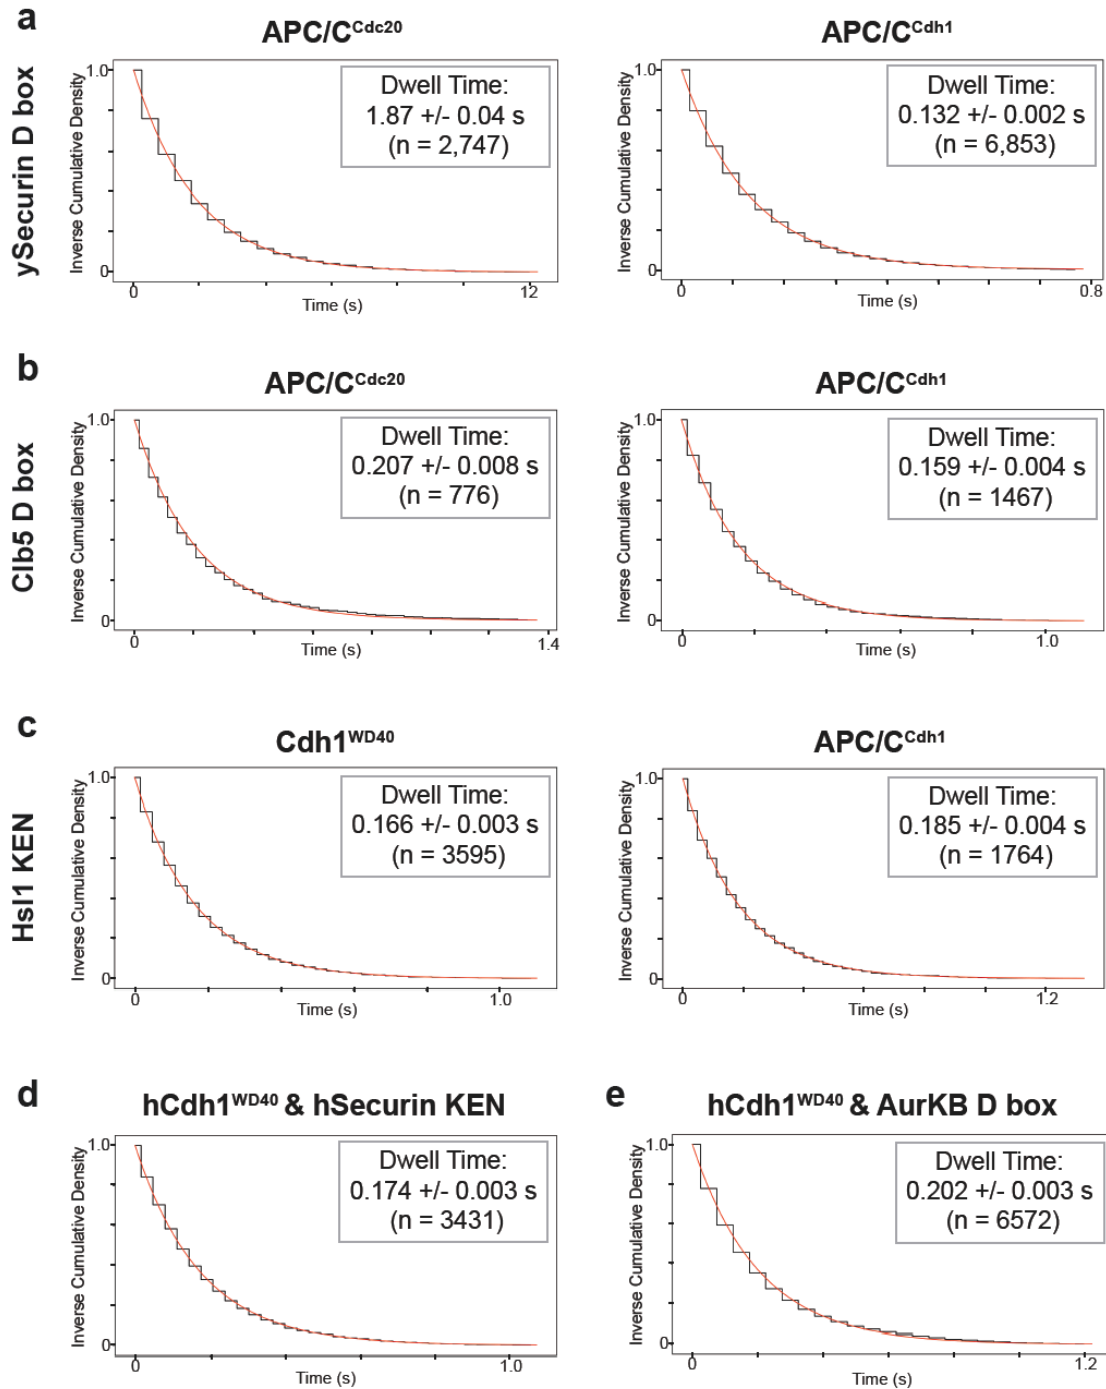 a
APC/C^Cdc20
APC/C^Cdh1
ySecurin D box
Inverse Cumulative Density
1.0
0
Dwell Time:
1.87 +/- 0.04 s
(n = 2,747)
0
12
Time (s)
Inverse Cumulative Density
1.0
0
Dwell Time:
0.132 +/- 0.002 s
(n = 6,853)
0
0.8
Time (s)
b
APC/C^Cdc20
APC/C^Cdh1
Clb5 D box
Inverse Cumulative Density
1.0
0
Dwell Time:
0.207 +/- 0.008 s
(n = 776)
0
1.4
Time (s)
Inverse Cumulative Density
1.0
0
Dwell Time:
0.159 +/- 0.004 s
(n = 1467)
0
1.0
Time (s)
c
Cdh1^WD40
APC/C^Cdh1
Hsl1 KEN
Inverse Cumulative Density
1.0
0
Dwell Time:
0.166 +/- 0.003 s
(n = 3595)
0
1.0
Time (s)
Inverse Cumulative Density
1.0
0
Dwell Time:
0.185 +/- 0.004 s
(n = 1764)
0
1.2
Time (s)
d
hCdh1^WD40 & hSecurin KEN
Inverse Cumulative Density
1.0
0
Dwell Time:
0.174 +/- 0.003 s
(n = 3431)
0
1.0
Time (s)
e
hCdh1^WD40 & AurKB D box
Inverse Cumulative Density
1.0
0
Dwell Time:
0.202 +/- 0.003 s
(n = 6572)
0
1.2
Time (s)